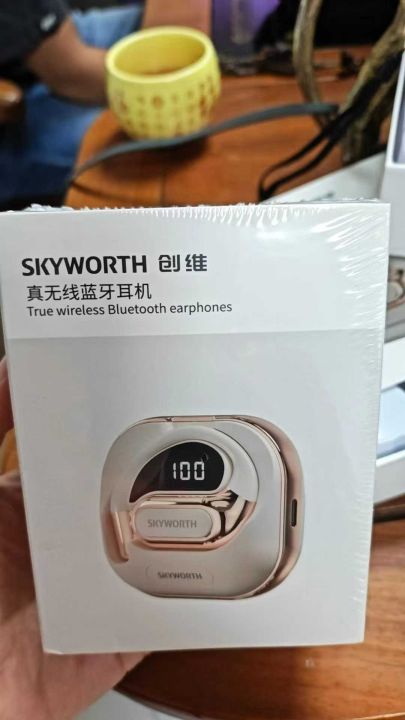 SKYWORTH 创维
真无线蓝牙耳机
True wireless Bluetooth earphones
100
SKYWORTH
SKYWORTH